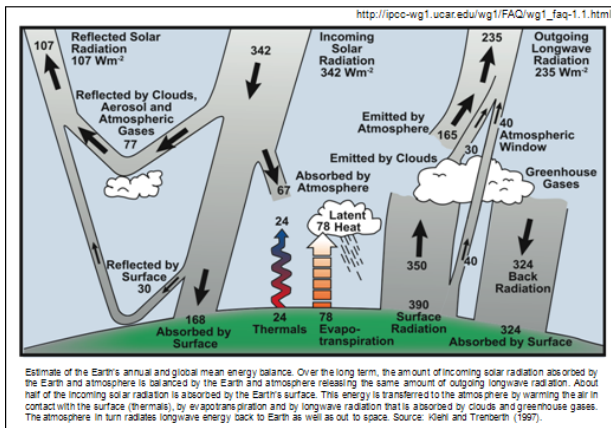 http://ipcc-wg1.ucar.edu/wg1/FAQ/wg1_faq-1.1.html
107
Reflected Solar
Radiation
107 Wm-2
342
Incoming
Solar
Radiation
342 Wm-2
235
Outgoing
Longwave
Radiation
235 Wm-2
Reflected by Clouds,
Aerosol and
Atmospheric
Gases
77
Emitted by
Atmosphere
165
40
Atmospheric
Window
Emitted by Clouds
30
Greenhouse
Gases
67
Absorbed by
Atmosphere
24
78
Latent
Heat
350
40
324
Back
Radiation
Reflected by
Surface
30
390
Surface
Radiation
168
Absorbed by
Surface
24
Thermals
78
Evapo-
transpiration
324
Absorbed by Surface
Estimate of the Earth's annual and global mean energy balance. Over the long term, the amount of incoming solar radiation absorbed by
the Earth and atmosphere is balanced by the Earth and atmosphere releasing the same amount of outgoing longwave radiation. About
half of the incoming solar radiation is absorbed by the Earth's surface. This energy is transferred to the atmosphere by warming the air in
contact with the surface (thermals), by evapotranspiration and by longwave radiation that is absorbed by clouds and greenhouse gases.
The atmosphere in turn radiates longwave energy back to Earth as well as out to space. Source: Kiehl and Trenberth (1997).